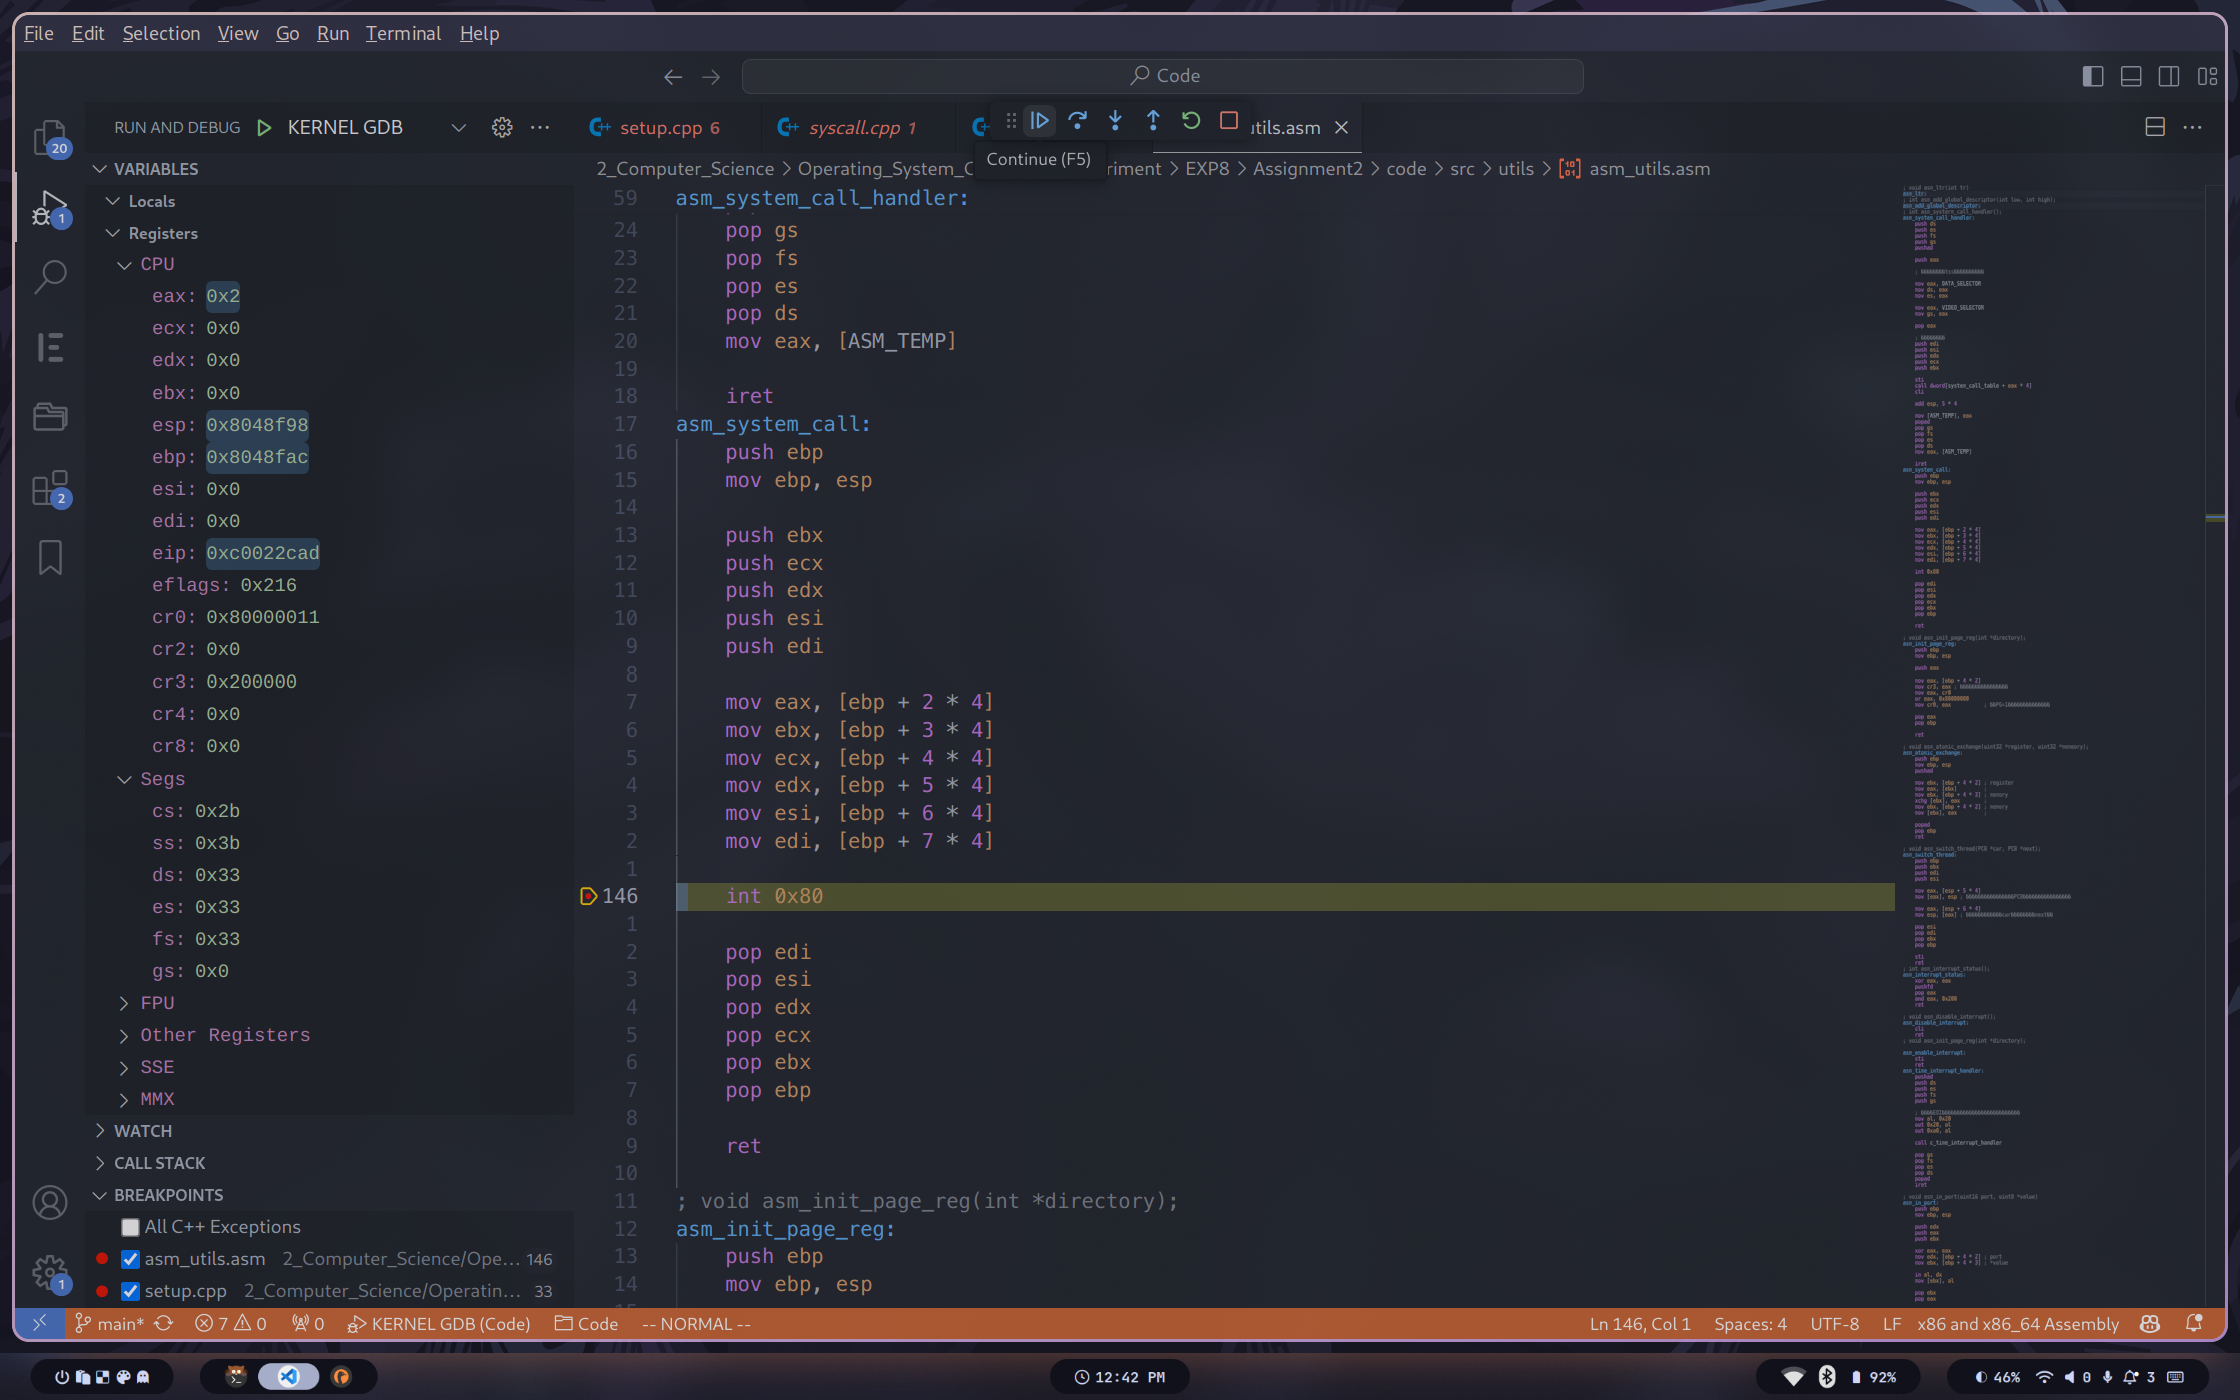 File Edit Selection View Go Run Terminal Help
Code
RUN AND DEBUG KERNEL GDB
setup.cpp 6 syscall.cpp 1 utils.asm
Continue (F5)
2_Computer_Science > Operating_System_C riment > EXP8 > Assignment2 > code > src > utils > asm_utils.asm
20
1
2
1
VARIABLES
Locals
Registers
CPU
eax: 0x2
ecx: 0x0
edx: 0x0
ebx: 0x0
esp: 0x8048f98
ebp: 0x8048fac
esi: 0x0
edi: 0x0
eip: 0xc0022cad
eflags: 0x216
cr0: 0x80000011
cr2: 0x0
cr3: 0x200000
cr4: 0x0
cr8: 0x0
Segs
cs: 0x2b
ss: 0x3b
ds: 0x33
es: 0x33
fs: 0x33
gs: 0x0
FPU
Other Registers
SSE
MMX
WATCH
CALL STACK
BREAKPOINTS
All C++ Exceptions
asm_utils.asm 2_Computer_Science/Ope... 146
setup.cpp 2_Computer_Science/Operatin... 33
59 asm_system_call_handler:
24 pop gs
23 pop fs
22 pop es
21 pop ds
20 mov eax, [ASM_TEMP]
19
18 iret
17 asm_system_call:
16 push ebp
15 mov ebp, esp
14
13 push ebx
12 push ecx
11 push edx
10 push esi
9 push edi
8
7 mov eax, [ebp + 2 * 4]
6 mov ebx, [ebp + 3 * 4]
5 mov ecx, [ebp + 4 * 4]
4 mov edx, [ebp + 5 * 4]
3 mov esi, [ebp + 6 * 4]
2 mov edi, [ebp + 7 * 4]
1
146 int 0x80
1
2 pop edi
3 pop esi
4 pop edx
5 pop ecx
6 pop ebx
7 pop ebp
8
9 ret
10
11 ; void asm_init_page_reg(int *directory);
12 asm_init_page_reg:
13 push ebp
14 mov ebp, esp
main* 7 0 0 KERNEL GDB (Code) Code -- NORMAL -- Ln 146, Col 1 Spaces: 4 UTF-8 LF x86 and x86_64 Assembly
12:42 PM 92% 46% 0 3